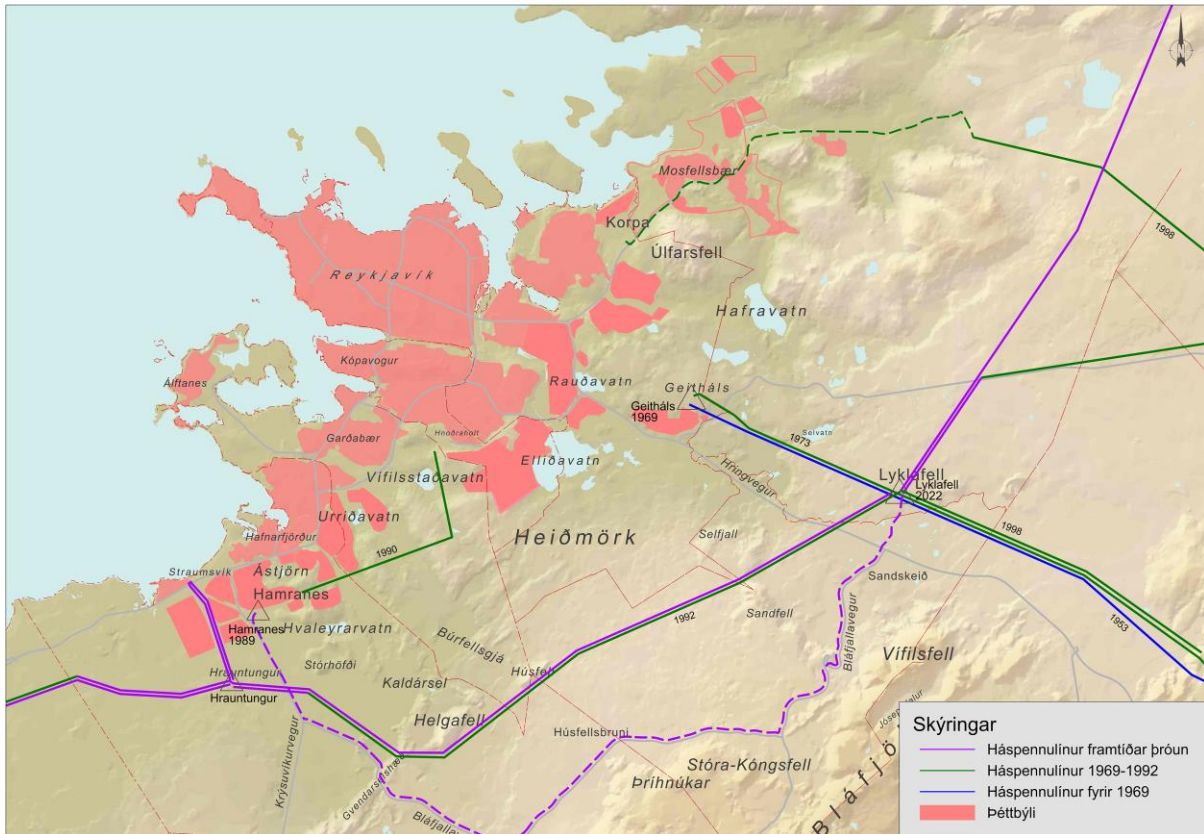 N
Mosfellsbær
Korpa
Úlfarsfell
1998
Reykjavík
Hafravatn
Kópavogur
Álftanes
Rauðavatn
Geitháls
Geitháls
1969
Garðabær
Elliðavatn
Selvatn
1973
Hringvegur
Vífilsstaðavatn
Lyklafell
Lyklafell
2022
Urriðavatn
Heiðmörk
Selfjall
1998
Hafnarfjörður
1990
Straumsvík
Ástjörn
Hamranes
Sandskeið
Hamranes
1989
Hvaleyrarvatn
1992
Sandfell
1953
Búrfellsgjá
Bláfjallavegur
Vífilsfell
Hrauntungur
Stórhöfði
Húsfell
Kaldársel
Hrauntungur
Helgafell
Húsfellsbruni
Krýsuvíkurvegur
Stóra-Kóngsfell
Þríhnúkar
Skýringar
Háspennulínur framtíðar þróun
Háspennulínur 1969-1992
Háspennulínur fyrir 1969
Þéttbýli